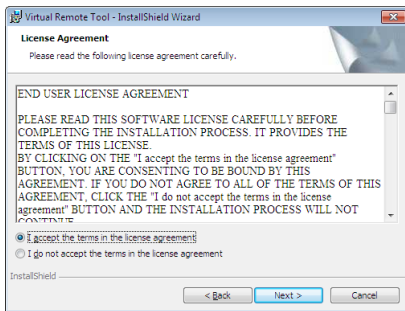 Virtual Remote Tool - InstallShield Wizard
License Agreement
Please read the following license agreement carefully.
END USER LICENSE AGREEMENT
PLEASE READ THIS SOFTWARE LICENSE CAREFULLY BEFORE
COMPLETING THE INSTALLATION PROCESS. IT PROVIDES THE
TERMS OF THIS LICENSE.
BY CLICKING ON THE "I accept the terms in the license agreement"
BUTTON, YOU ARE CONSENTING TO BE BOUND BY THIS
AGREEMENT. IF YOU DO NOT AGREE TO ALL OF THE TERMS OF THIS
AGREEMENT, CLICK THE "I do not accept the terms in the license
agreement" BUTTON AND THE INSTALLATION PROCESS WILL NOT
CONTINUE
I accept the terms in the license agreement
I do not accept the terms in the license agreement
InstallShield
< Back Next > Cancel